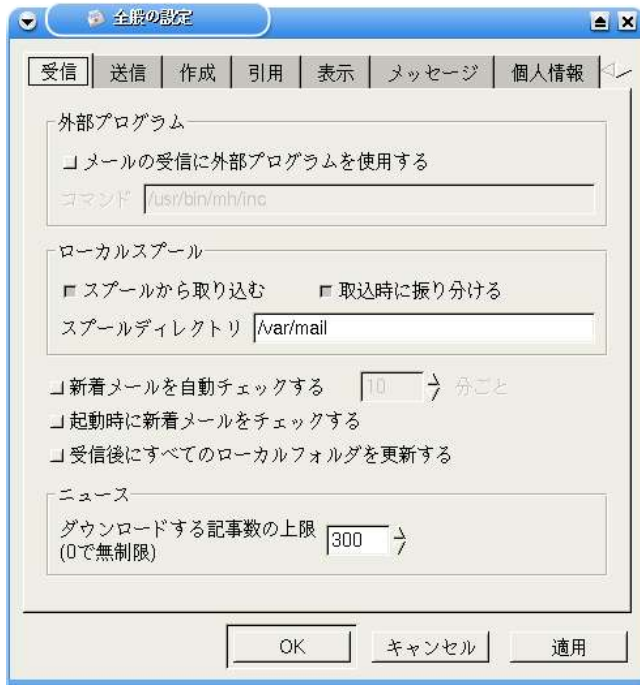 全般の設定
受信 送信 作成 引用 表示 メッセージ 個人情報
外部プログラム
メールの受信に外部プログラムを使用する
コマンド /usr/bin/mh/inc
ローカルスプール
スプールから取り込む 取込時に振り分ける
スプールディレクトリ /var/mail
新着メールを自動チェックする 10 分ごと
起動時に新着メールをチェックする
受信後にすべてのローカルフォルダを更新する
ニュース
ダウンロードする記事数の上限 300
(0で無制限)
OK キャンセル 適用